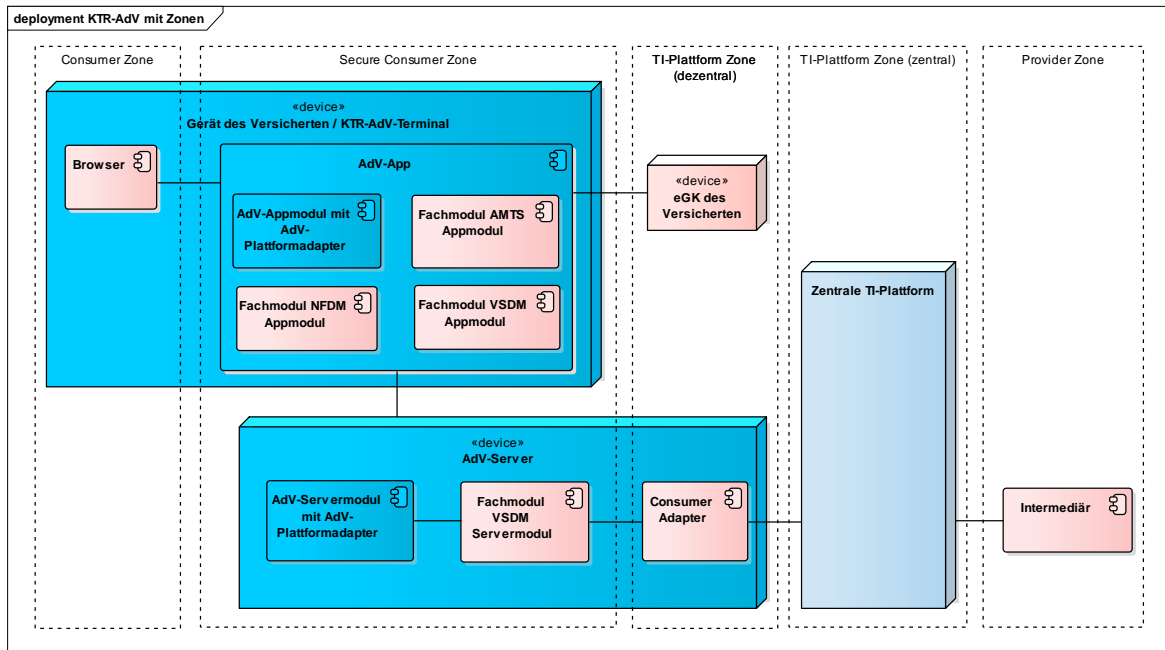 deployment KTR-AdV mit Zonen
Consumer Zone
Secure Consumer Zone
TI-Plattform Zone
(dezentral)
TI-Plattform Zone (zentral)
Provider Zone
«device»
Gerät des Versicherten / KTR-AdV-Terminal
Browser
AdV-App
AdV-Appmodul mit
AdV-
Plattformadapter
Fachmodul AMTS
Appmodul
Fachmodul NFDM
Appmodul
Fachmodul VSDM
Appmodul
«device»
eGK des
Versicherten
Zentrale TI-Plattform
«device»
AdV-Server
AdV-Servermodul
mit AdV-
Plattformadapter
Fachmodul
VSDM
Servermodul
Consumer
Adapter
Intermediär